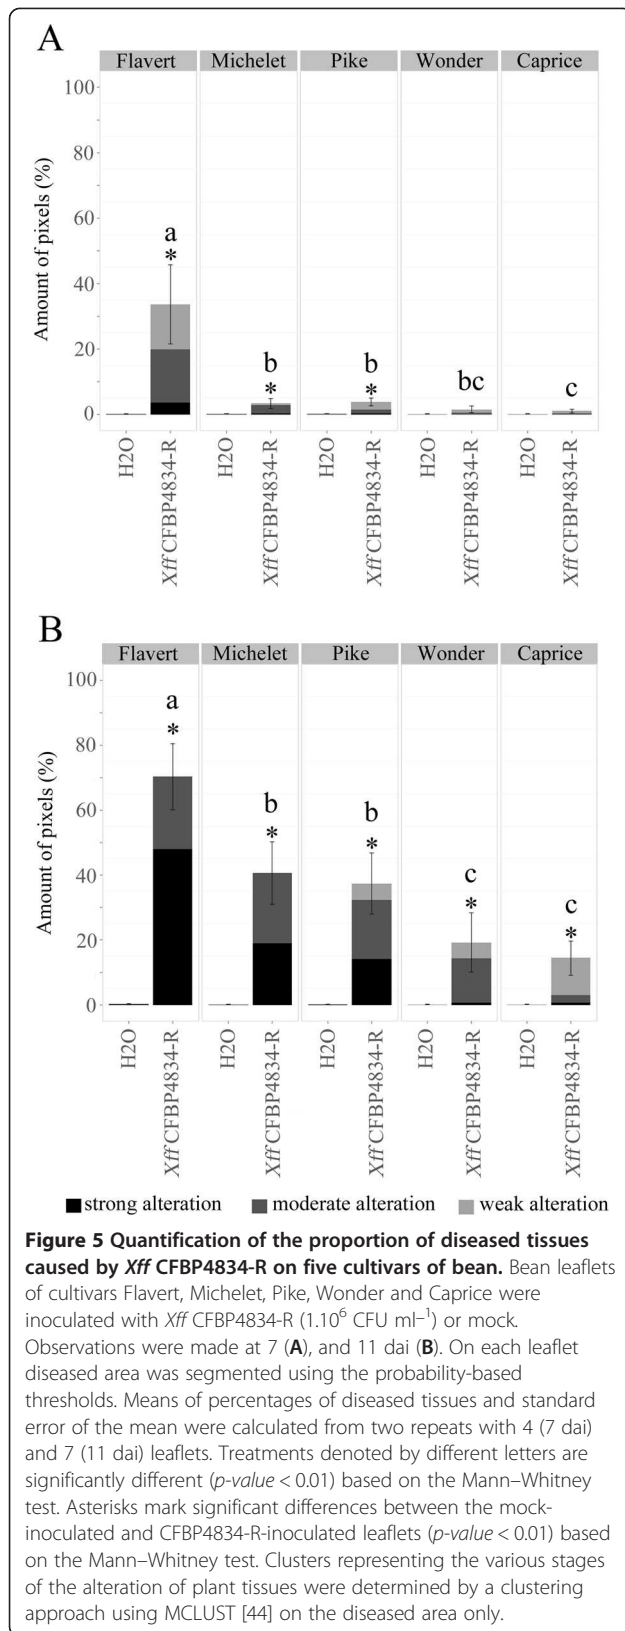 A
Flavert Michelet Pike Wonder Caprice
Amount of pixels (%)
100
80
60
40
20
0
a
*
b
*
b
*
bc
c
H2O Xff CFBP4834-R H2O Xff CFBP4834-R H2O Xff CFBP4834-R H2O Xff CFBP4834-R H2O Xff CFBP4834-R
B
Flavert Michelet Pike Wonder Caprice
Amount of pixels (%)
100
80
60
40
20
0
a
*
b
*
b
*
c
*
c
*
H2O Xff CFBP4834-R H2O Xff CFBP4834-R H2O Xff CFBP4834-R H2O Xff CFBP4834-R H2O Xff CFBP4834-R
strong alteration moderate alteration weak alteration
Figure 5 Quantification of the proportion of diseased tissues
caused by Xff CFBP4834-R on five cultivars of bean. Bean leaflets
of cultivars Flavert, Michelet, Pike, Wonder and Caprice were
inoculated with Xff CFBP4834-R (1.10⁶ CFU ml⁻¹) or mock.
Observations were made at 7 (A), and 11 dai (B). On each leaflet
diseased area was segmented using the probability-based
thresholds. Means of percentages of diseased tissues and standard
error of the mean were calculated from two repeats with 4 (7 dai)
and 7 (11 dai) leaflets. Treatments denoted by different letters are
significantly different (p-value < 0.01) based on the Mann–Whitney
test. Asterisks mark significant differences between the mock-
inoculated and CFBP4834-R-inoculated leaflets (p-value < 0.01) based
on the Mann–Whitney test. Clusters representing the various stages
of the alteration of plant tissues were determined by a clustering
approach using MCLUST [44] on the diseased area only.